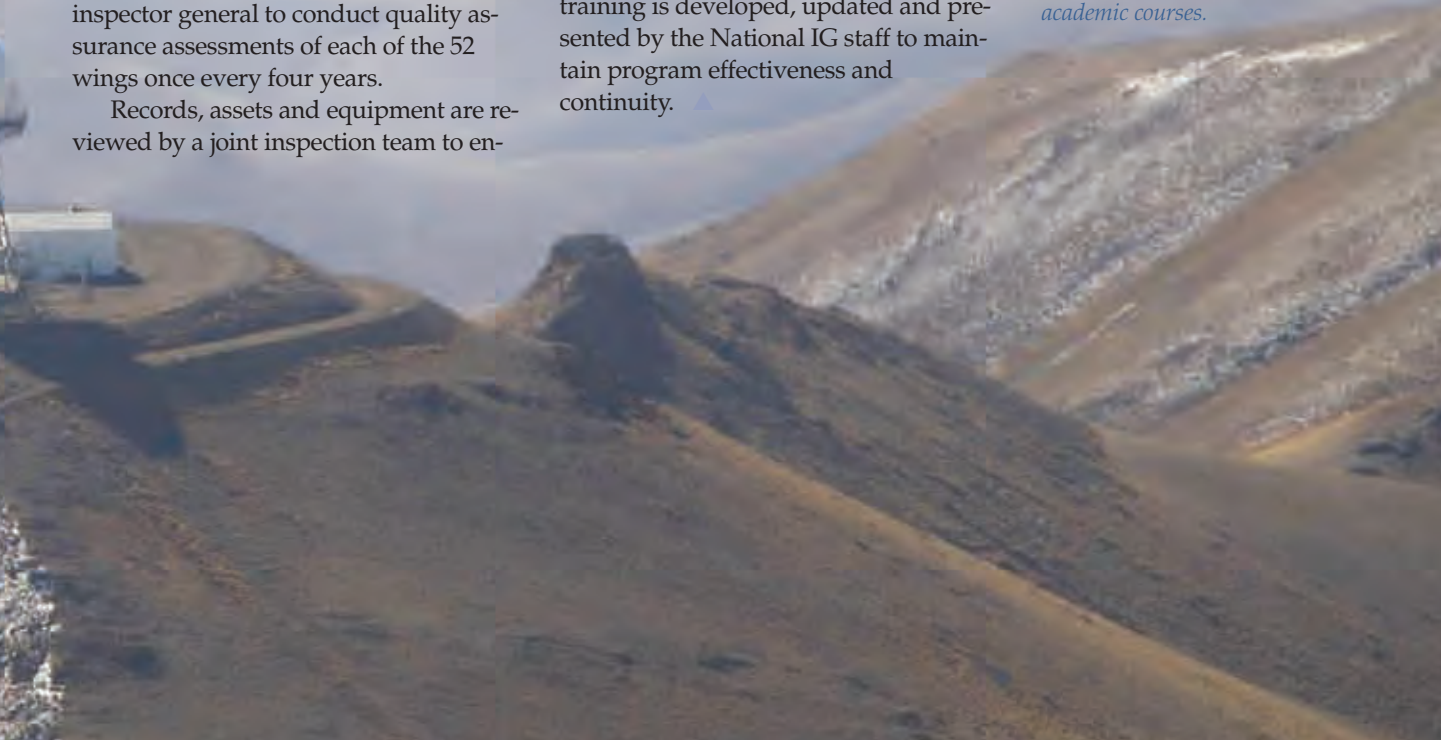 inspector general to conduct quality as-
surance assessments of each of the 52
wings once every four years.
Records, assets and equipment are re-
viewed by a joint inspection team to en-
training is developed, updated and pre-
sented by the National IG staff to main-
tain program effectiveness and
continuity.
academic courses.